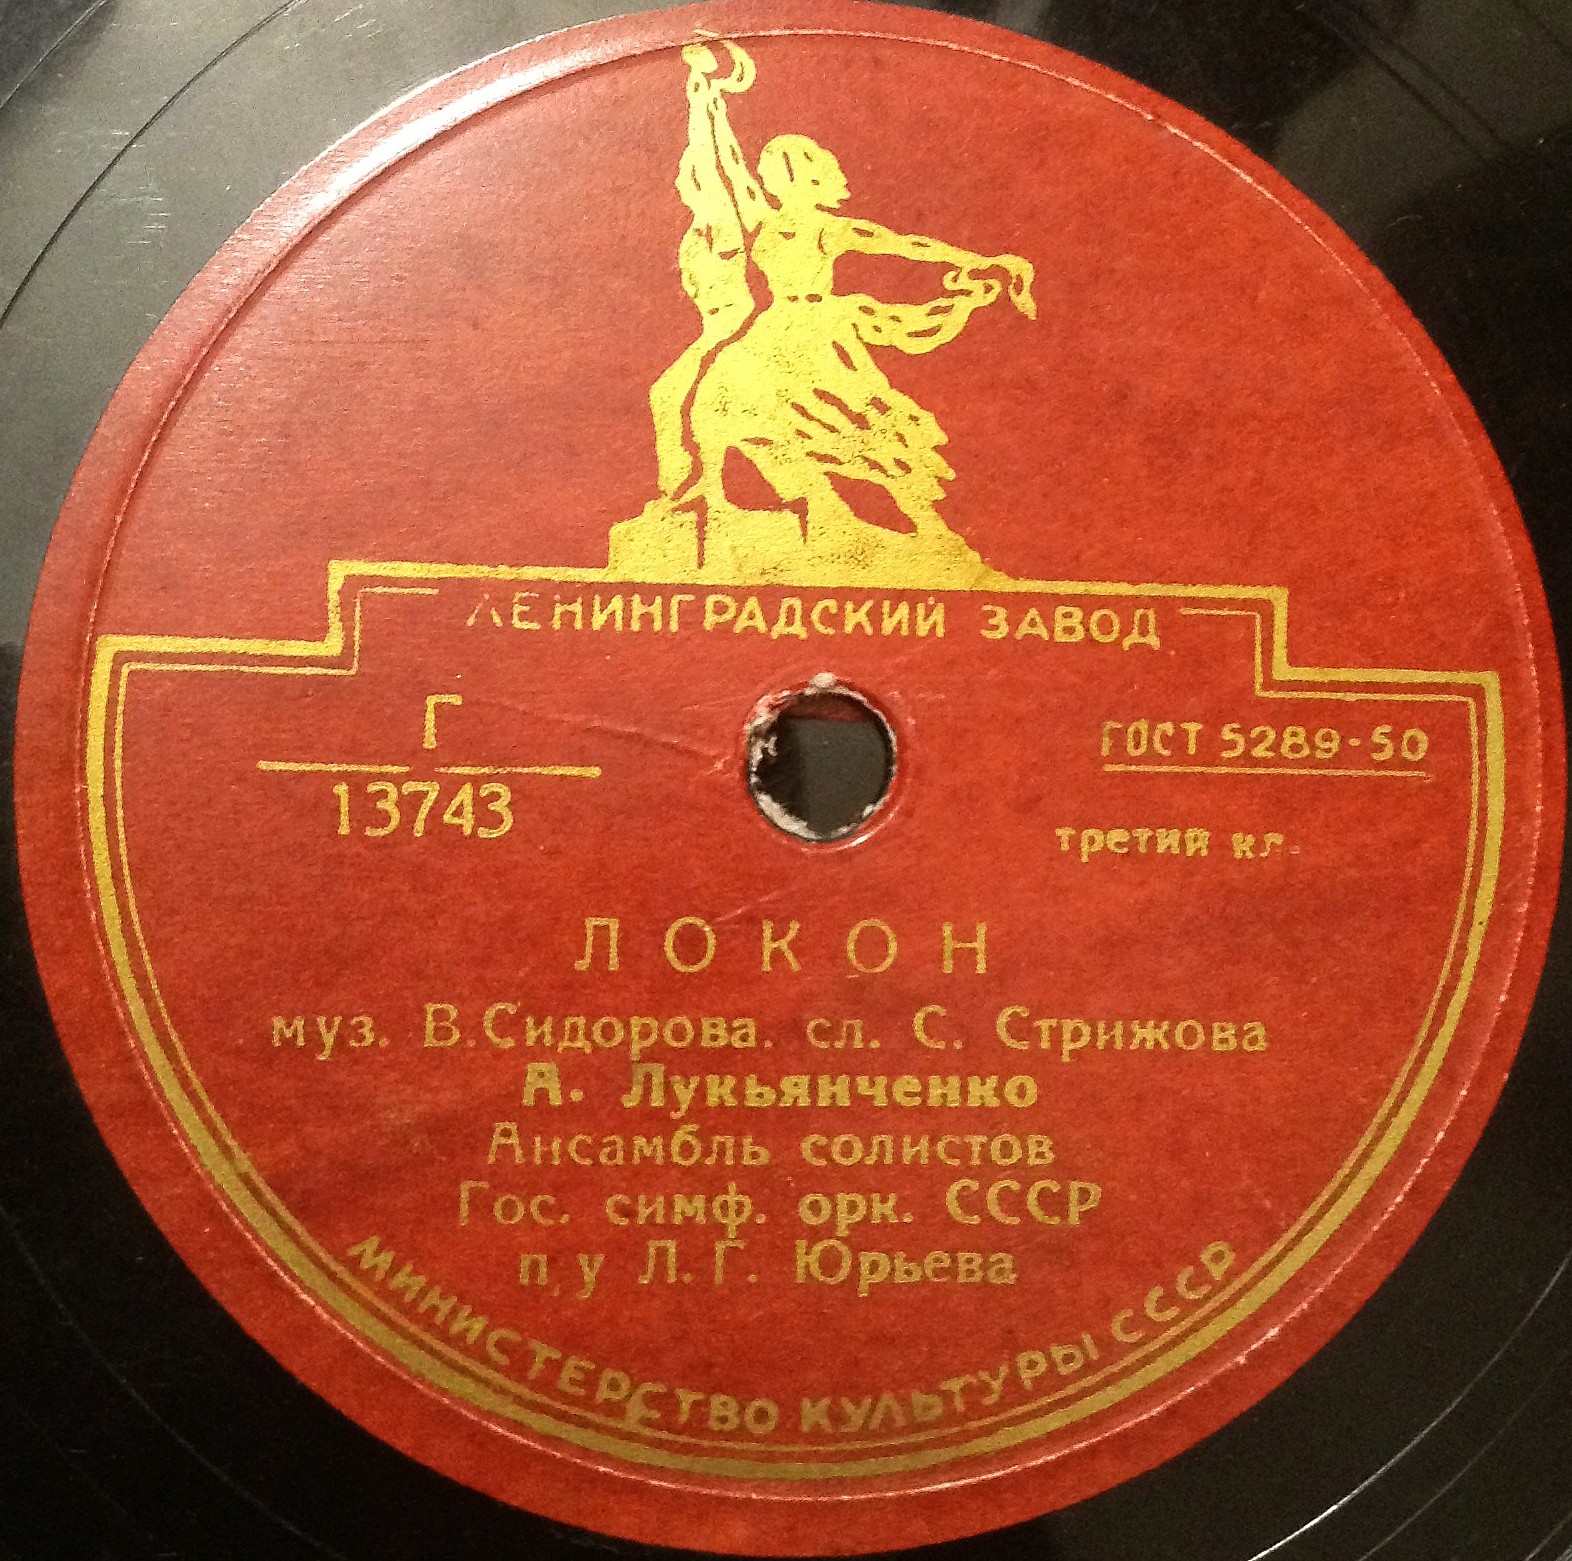 ЛЕНИНГРАДСКИЙ ЗАВОД
Г
13743
ГОСТ 5289-50
третий кл.
ЛОКОН
муз. В. Сидорова, сл. С. Стрижова
А. Лукьянченко
Ансамбль солистов
Гос. симф. орк. СССР
п/у Л. Г. Юрьева
МИНИСТЕРСТВО КУЛЬТУРЫ СССР